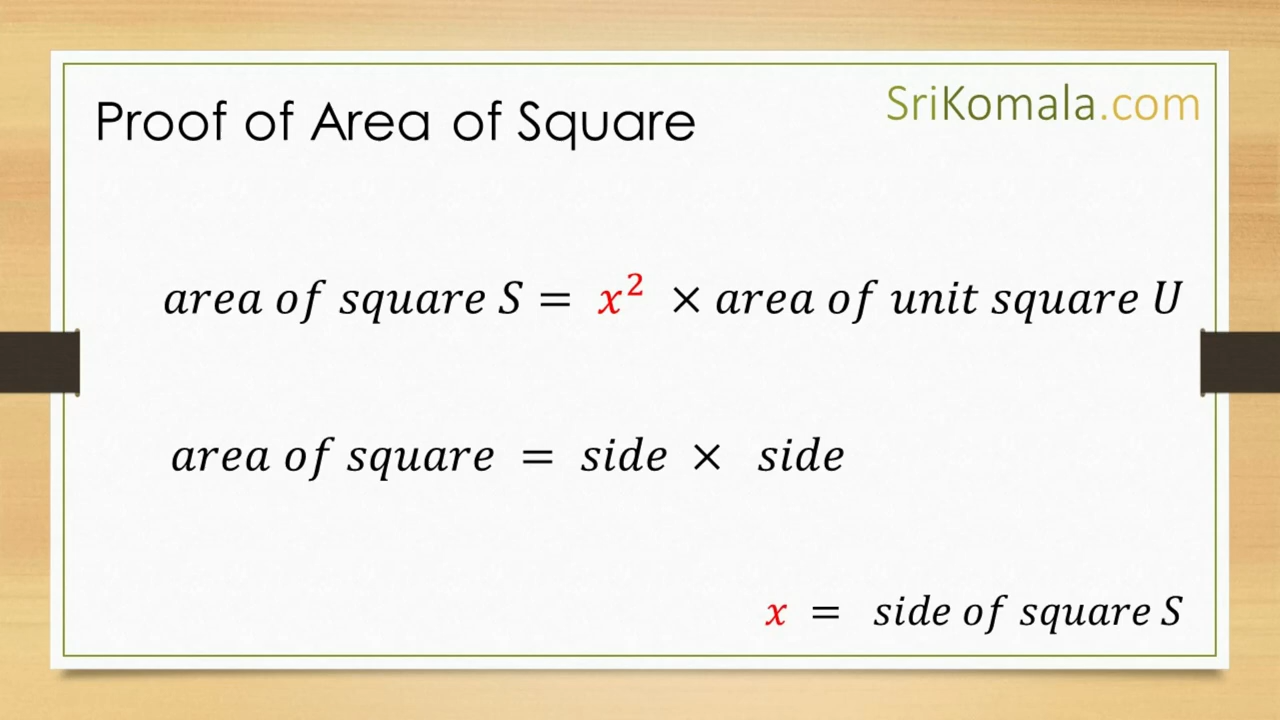 Proof of Area of Square
SriKomala.com
area of square S = x² × area of unit square U
area of square = side × side
x = side of square S